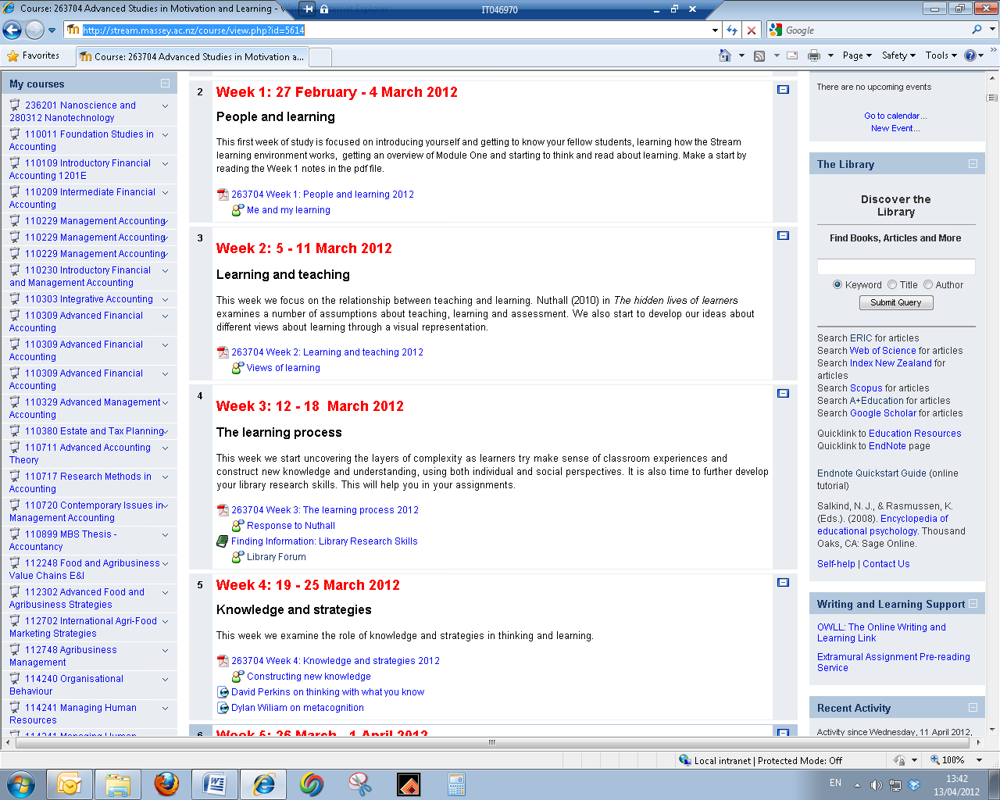 Course: 263704 Advanced Studies in Motivation and Learning -
IT046970
http://stream.massey.ac.nz/course/view.php?id=5614
Google
Favorites
Course: 263704 Advanced Studies in Motivation a...
Page
Safety
Tools
My courses
236201 Nanoscience and
280312 Nanotechnology
110011 Foundation Studies in
Accounting
110109 Introductory Financial
Accounting 1201E
110209 Intermediate Financial
Accounting
110229 Management Accounting
110229 Management Accounting
110229 Management Accounting
110230 Introductory Financial
and Management Accounting
110303 Integrative Accounting
110309 Advanced Financial
Accounting
110309 Advanced Financial
Accounting
110309 Advanced Financial
Accounting
110329 Advanced Management
Accounting
110380 Estate and Tax Planning
110711 Advanced Accounting
Theory
110717 Research Methods in
Accounting
110720 Contemporary Issues in
Management Accounting
110899 MBS Thesis -
Accountancy
112248 Food and Agribusiness
Value Chains E&I
112302 Advanced Food and
Agribusiness Strategies
112702 International Agri-Food
Marketing Strategies
112748 Agribusiness
Management
114240 Organisational
Behaviour
114241 Managing Human
Resources
114241 Managing Human
2
Week 1: 27 February - 4 March 2012
People and learning
This first week of study is focused on introducing yourself and getting to know your fellow students, learning how the Stream
learning environment works, getting an overview of Module One and starting to think and read about learning. Make a start by
reading the Week 1 notes in the pdf file.
263704 Week 1: People and learning 2012
Me and my learning
3
Week 2: 5 - 11 March 2012
Learning and teaching
This week we focus on the relationship between teaching and learning. Nuthall (2010) in The hidden lives of learners
examines a number of assumptions about teaching, learning and assessment. We also start to develop our ideas about
different views about learning through a visual representation.
263704 Week 2: Learning and teaching 2012
Views of learning
4
Week 3: 12 - 18 March 2012
The learning process
This week we start uncovering the layers of complexity as learners try make sense of classroom experiences and
construct new knowledge and understanding, using both individual and social perspectives. It is also time to further develop
your library research skills. This will help you in your assignments.
263704 Week 3: The learning process 2012
Response to Nuthall
Finding Information: Library Research Skills
Library Forum
5
Week 4: 19 - 25 March 2012
Knowledge and strategies
This week we examine the role of knowledge and strategies in thinking and learning.
263704 Week 4: Knowledge and strategies 2012
Constructing new knowledge
David Perkins on thinking with what you know
Dylan Wiliam on metacognition
6
Week 5: 26 March - 1 April 2012
There are no upcoming events
Go to calendar...
New Event...
The Library
Discover the
Library
Find Books, Articles and More
Keyword Title Author
Submit Query
Search ERIC for articles
Search Web of Science for articles
Search Index New Zealand for
articles
Search Scopus for articles
Search A+Education for articles
Search Google Scholar for articles
Quicklink to Education Resources
Quicklink to EndNote page
Endnote Quickstart Guide (online
tutorial)
Salkind, N. J., & Rasmussen, K.
(Eds.). (2008). Encyclopedia of
educational psychology. Thousand
Oaks, CA: Sage Online.
Self-help | Contact Us
Writing and Learning Support
OWLL: The Online Writing and
Learning Link
Extramural Assignment Pre-reading
Service
Recent Activity
Activity since Wednesday, 11 April 2012,
Local intranet | Protected Mode: Off
100%
EN
13:42
13/04/2012